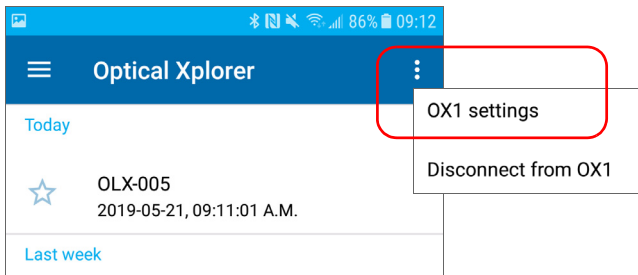 86% 09:12
Optical Xplorer
OX1 settings
Today
Disconnect from OX1
OLX-005
2019-05-21, 09:11:01 A.M.
Last week